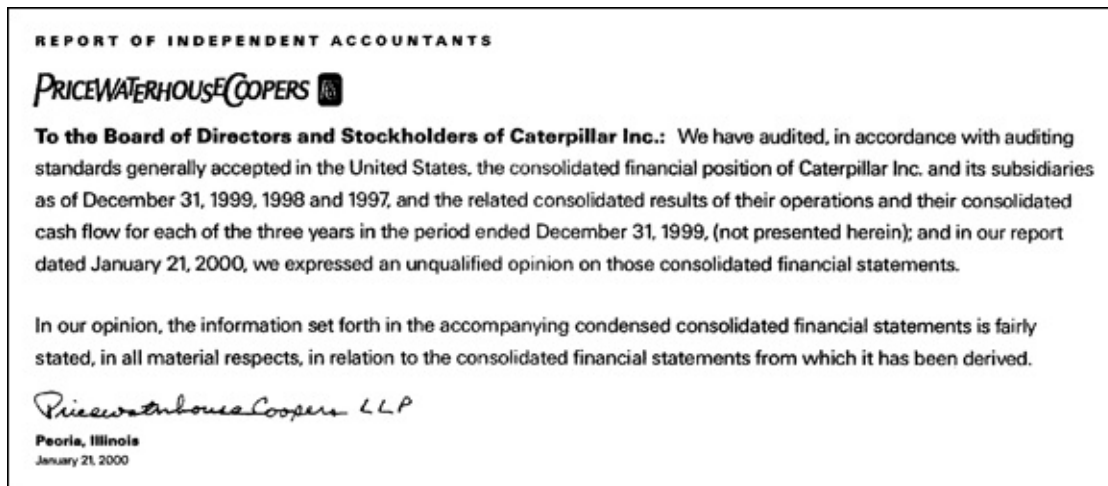 REPORT OF INDEPENDENT ACCOUNTANTS
PRICEWATERHOUSECOOPERS
To the Board of Directors and Stockholders of Caterpillar Inc.: We have audited, in accordance with auditing
standards generally accepted in the United States, the consolidated financial position of Caterpillar Inc. and its subsidiaries
as of December 31, 1999, 1998 and 1997, and the related consolidated results of their operations and their consolidated
cash flow for each of the three years in the period ended December 31, 1999, (not presented herein); and in our report
dated January 21, 2000, we expressed an unqualified opinion on those consolidated financial statements.
In our opinion, the information set forth in the accompanying condensed consolidated financial statements is fairly
stated, in all material respects, in relation to the consolidated financial statements from which it has been derived.
PricewaterhouseCoopers LLP
Peoria, Illinois
January 21, 2000